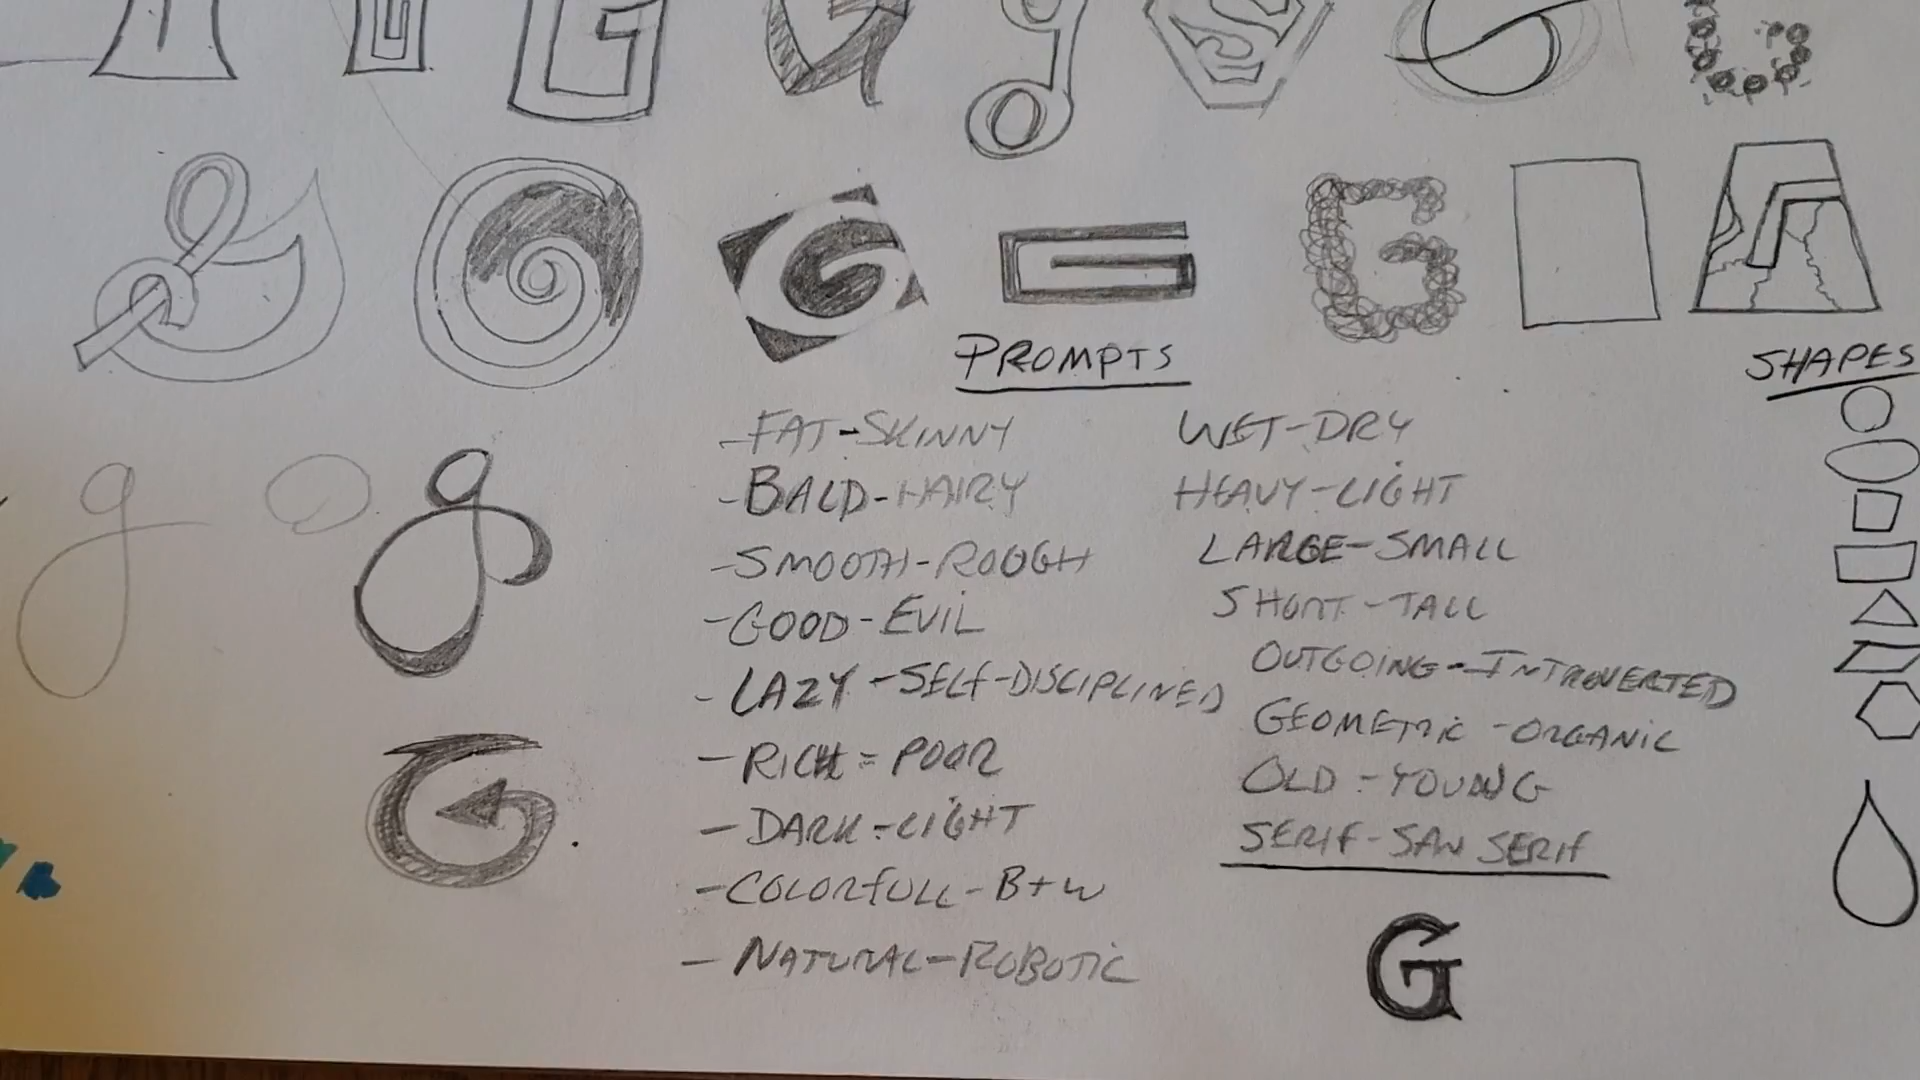 G
G
G
g
S
G
G
G
G
G
G
PROMPTS
SHAPES
- FAT-SKINNY
- BALD-HAIRY
- SMOOTH-ROUGH
- GOOD-EVIL
- LAZY-SELF-DISCIPLINED
- RICH = POOR
- DARK-LIGHT
- COLORFULL-B+W
- NATURAL-ROBOTIC
WET-DRY
HEAVY-LIGHT
LARGE-SMALL
SHORT-TALL
OUTGOING-INTROVERTED
GEOMETRIC-ORGANIC
OLD-YOUNG
SERIF-SAN SERIF
g
g
G
G